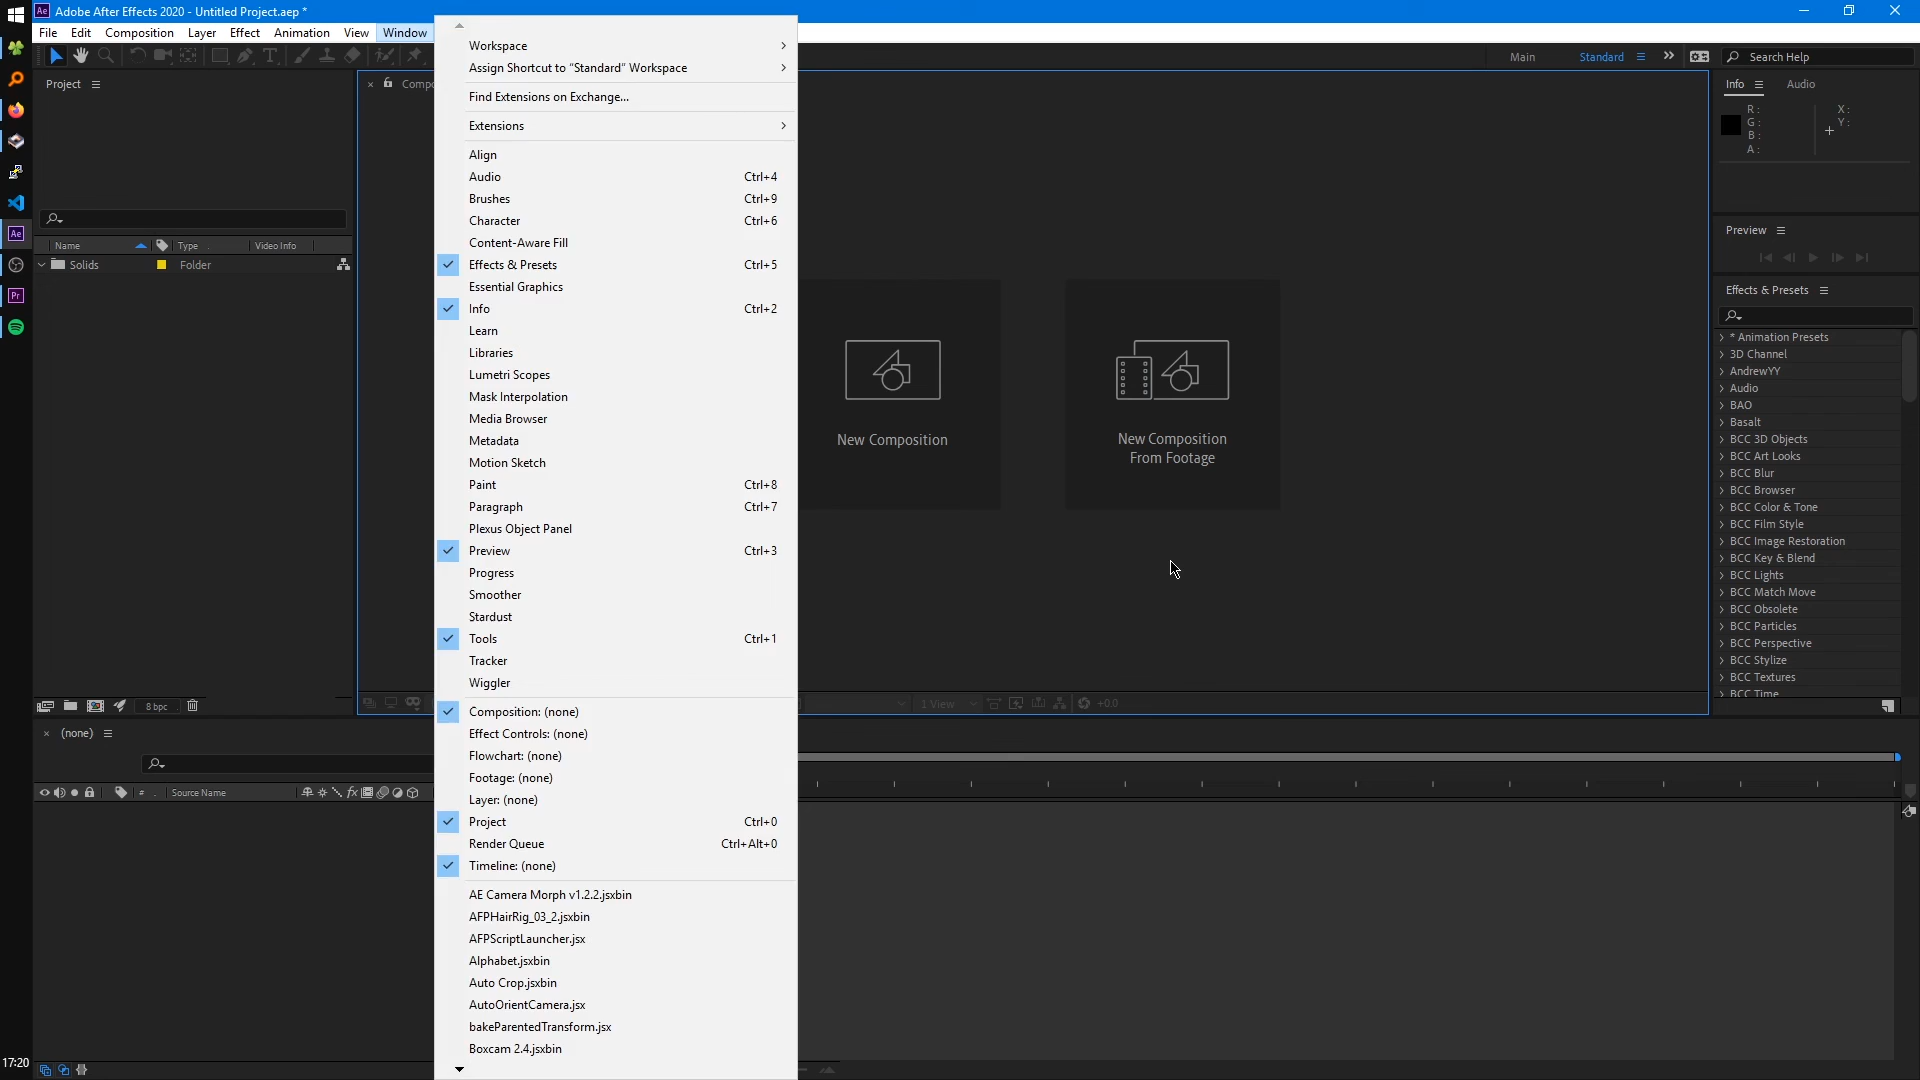 Adobe After Effects 2020 - Untitled Project.aep *
File Edit Composition Layer Effect Animation View Window
Main Standard Search Help
Project
Name Type Video Info
Solids Folder
8 bpc
Workspace
Assign Shortcut to “Standard” Workspace
Find Extensions on Exchange...
Extensions
Align
Audio Ctrl+4
Brushes Ctrl+9
Character Ctrl+6
Content-Aware Fill
Effects & Presets Ctrl+5
Essential Graphics
Info Ctrl+2
Learn
Libraries
Lumetri Scopes
Mask Interpolation
Media Browser
Metadata
Motion Sketch
Paint Ctrl+8
Paragraph Ctrl+7
Plexus Object Panel
Preview Ctrl+3
Progress
Smoother
Stardust
Tools Ctrl+1
Tracker
Wiggler
Composition: (none)
Effect Controls: (none)
Flowchart: (none)
Footage: (none)
Layer: (none)
Project Ctrl+0
Render Queue Ctrl+Alt+0
Timeline: (none)
AE Camera Morph v1.2.2.jsxbin
AFPHairRig_03_2.jsxbin
AFPScriptLauncher.jsx
Alphabet.jsxbin
Auto Crop.jsxbin
AutoOrientCamera.jsx
bakeParentedTransform.jsx
Boxcam 2.4.jsxbin
Compo
New Composition
New Composition
From Footage
1 View +0.0
Info Audio
R: X:
G: Y:
B:
A:
Preview
Effects & Presets
* Animation Presets
3D Channel
AndrewYY
Audio
BAO
Basalt
BCC 3D Objects
BCC Art Looks
BCC Blur
BCC Browser
BCC Color & Tone
BCC Film Style
BCC Image Restoration
BCC Key & Blend
BCC Lights
BCC Match Move
BCC Obsolete
BCC Particles
BCC Perspective
BCC Stylize
BCC Textures
BCC Time
(none)
# Source Name fx
Ae
Ae
Pr
17:20